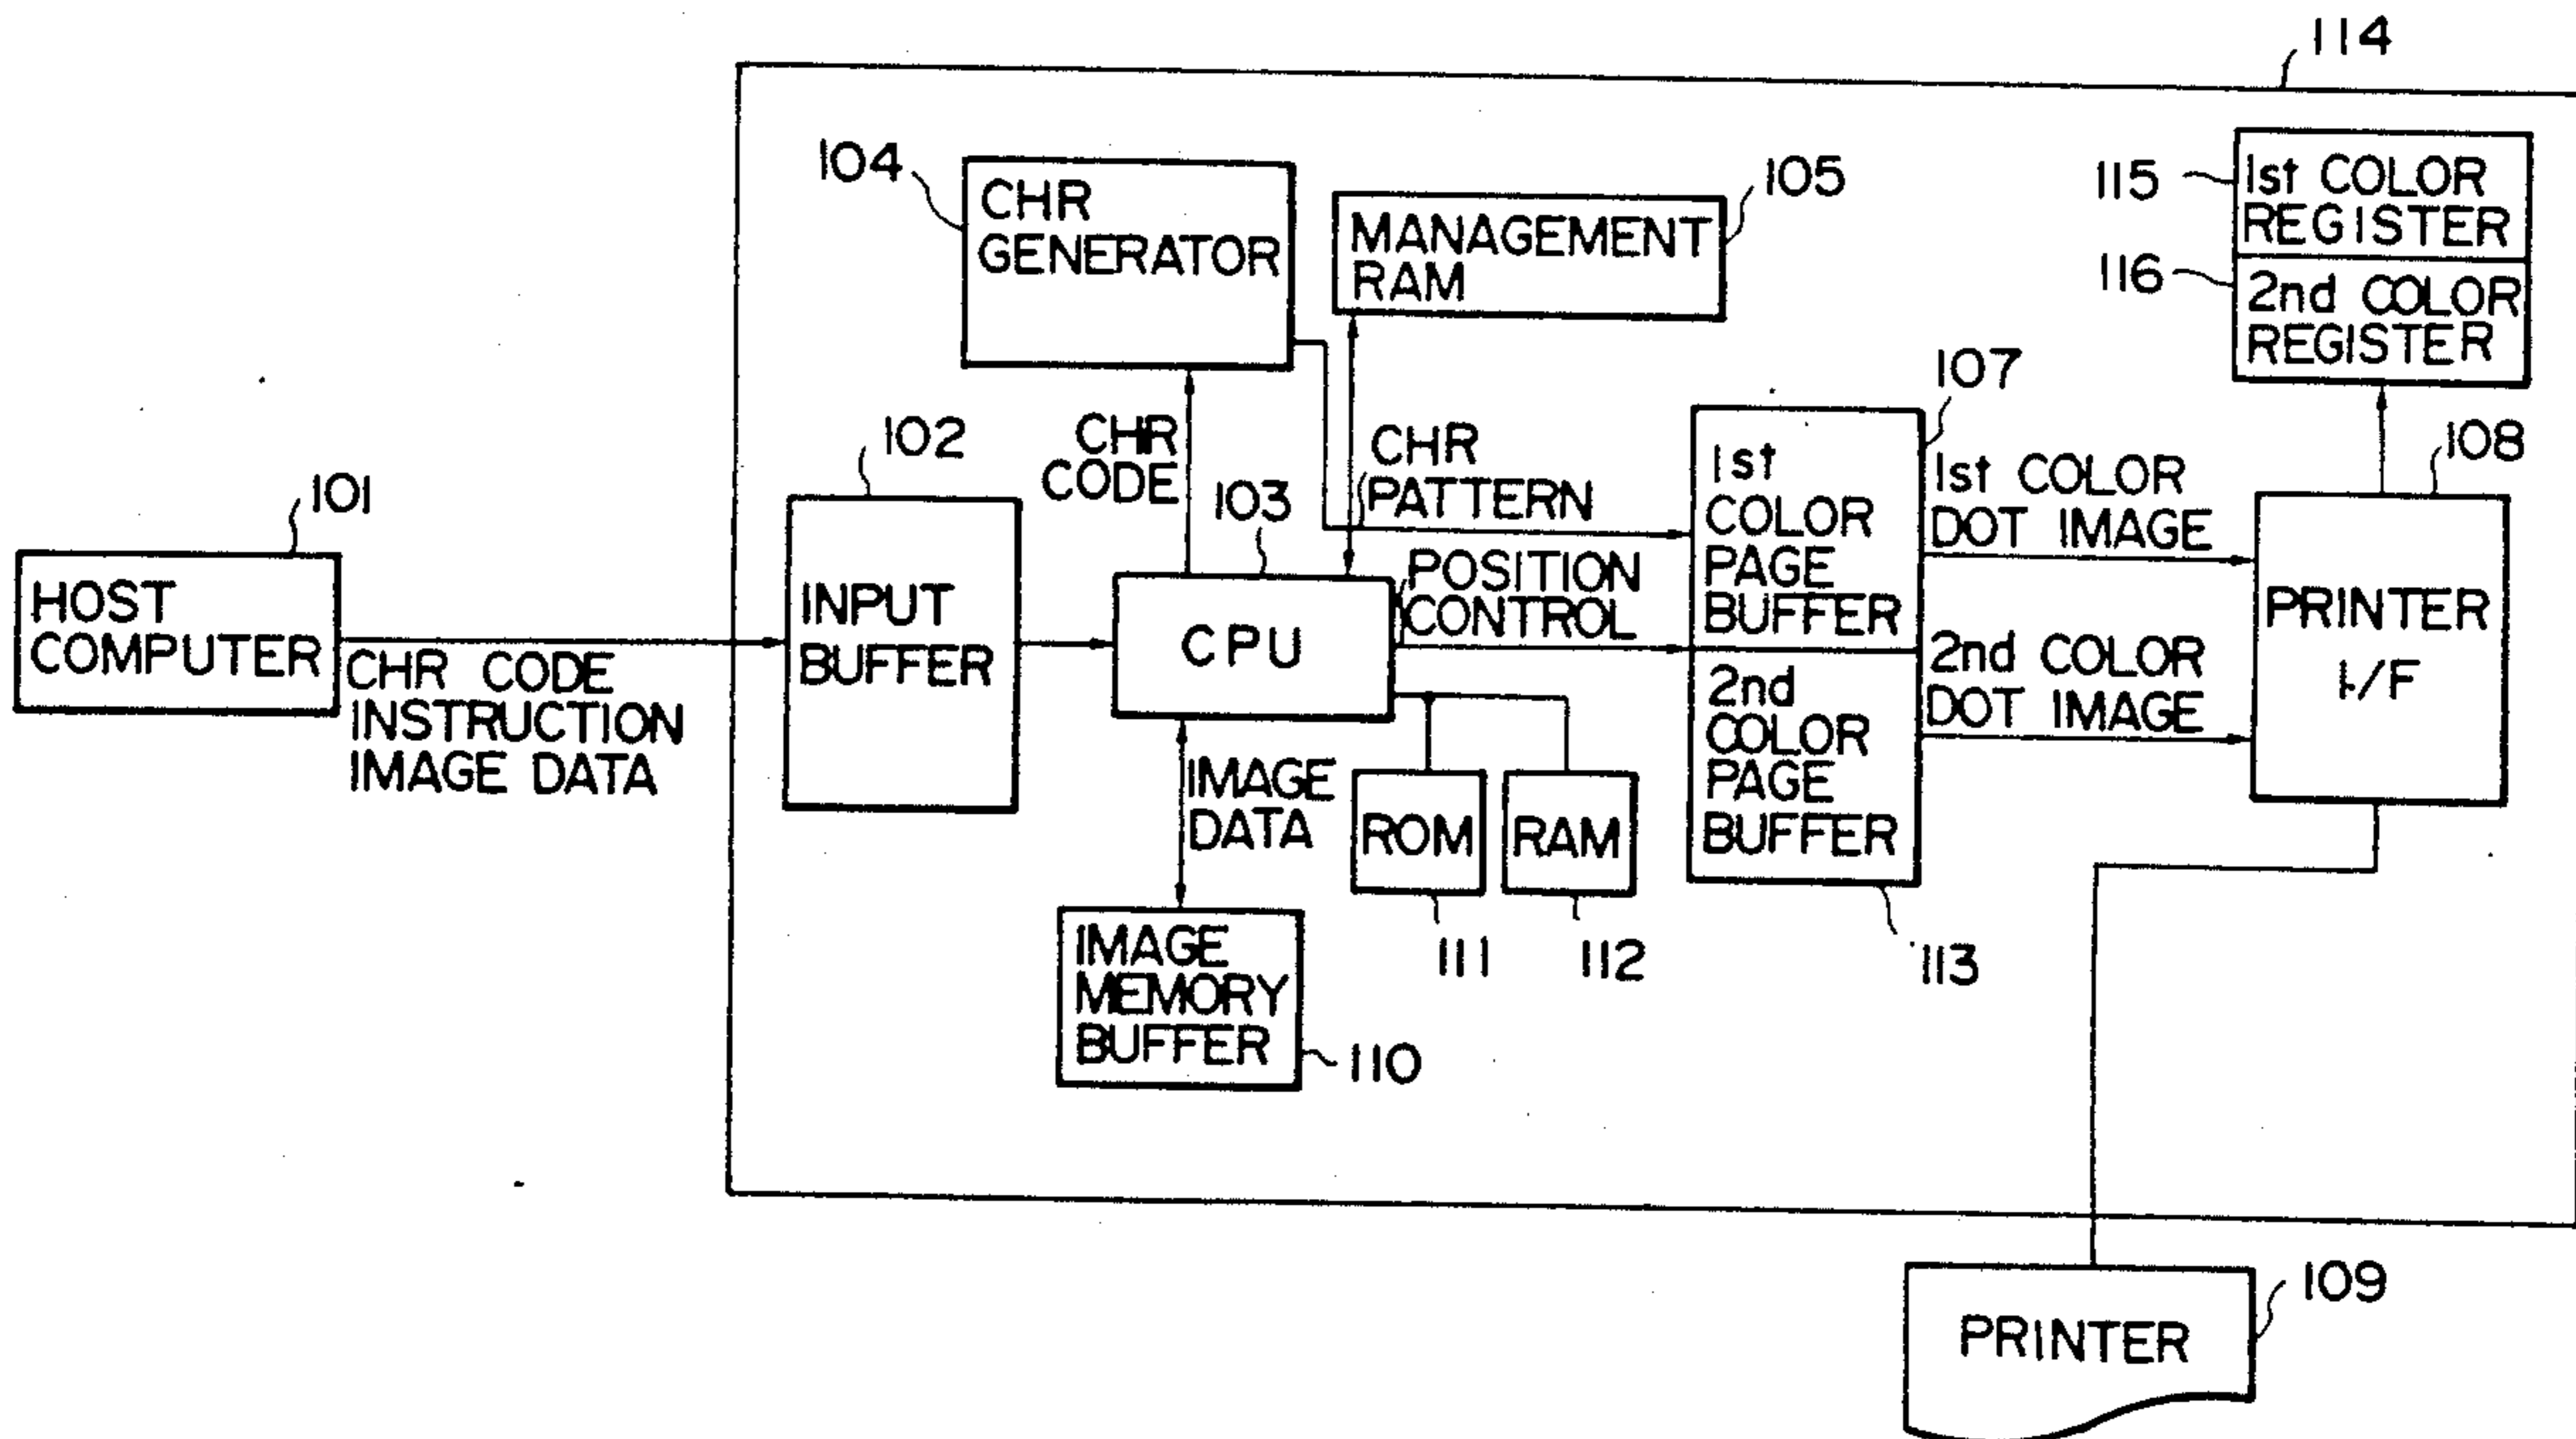 114
104
CHR
GENERATOR
105
MANAGEMENT
RAM
115
1st COLOR
REGISTER
116
2nd COLOR
REGISTER
107
102
CHR
CODE
CHR
PATTERN
108
101
103
HOST
COMPUTER
CHR CODE
INSTRUCTION
IMAGE DATA
INPUT
BUFFER
CPU
POSITION
CONTROL
1st
COLOR
PAGE
BUFFER
2nd
COLOR
PAGE
BUFFER
1st COLOR
DOT IMAGE
2nd COLOR
DOT IMAGE
PRINTER
I/F
IMAGE
DATA
ROM
RAM
111
112
113
IMAGE
MEMORY
BUFFER
110
PRINTER
109